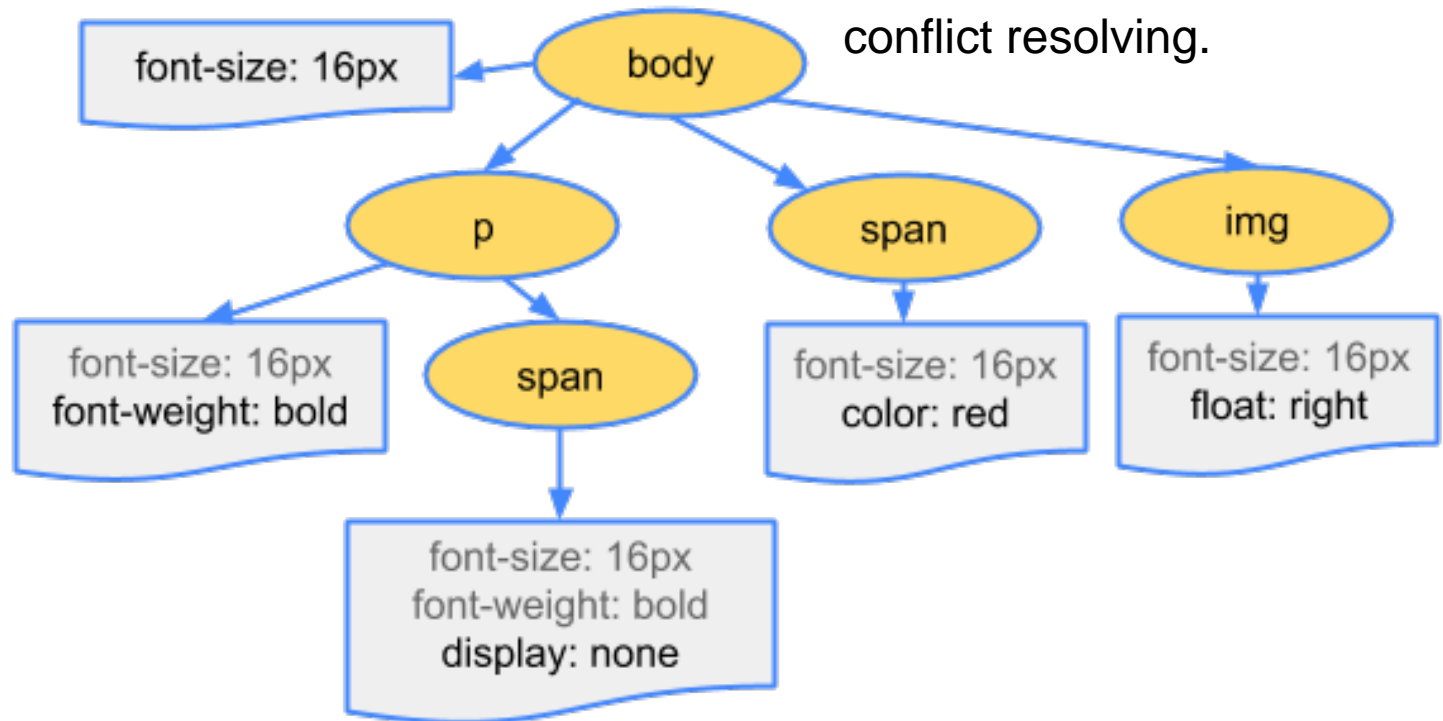 conflict resolving.
font-size: 16px
body
p
span
img
font-size: 16px
font-weight: bold
span
font-size: 16px
color: red
font-size: 16px
float: right
font-size: 16px
font-weight: bold
display: none